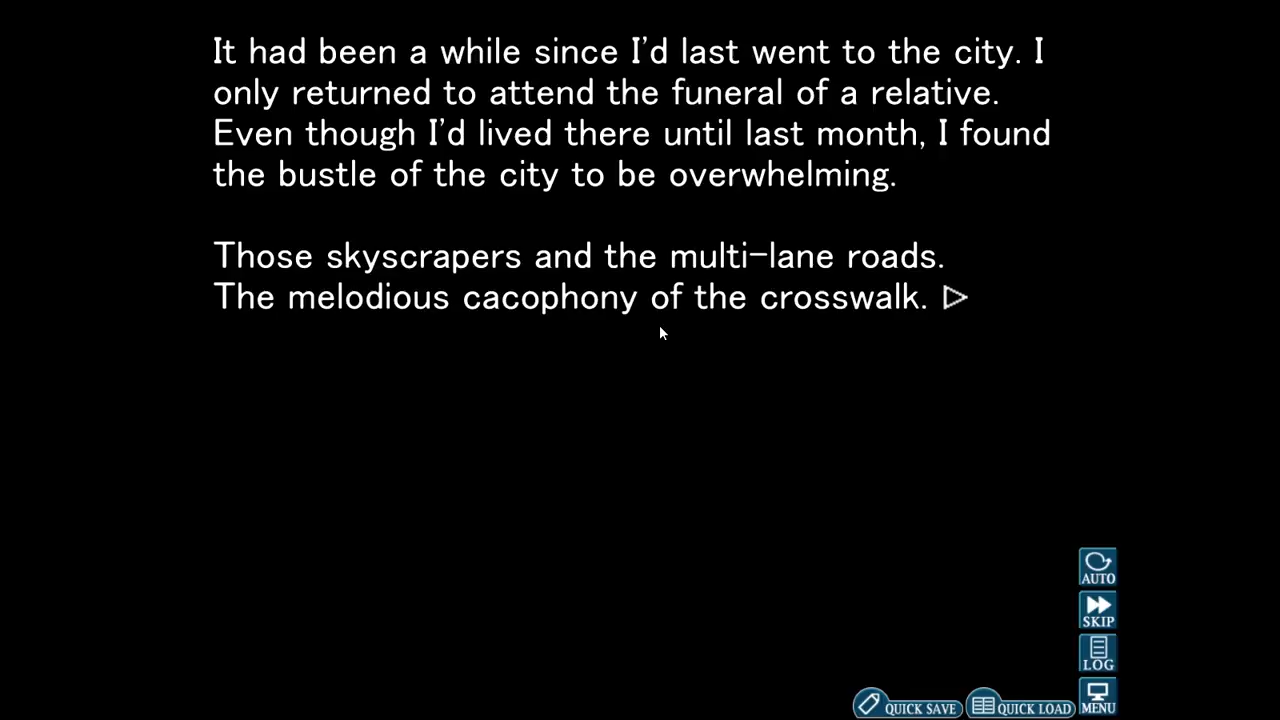 It had been a while since I'd last went to the city. I
only returned to attend the funeral of a relative.
Even though I'd lived there until last month, I found
the bustle of the city to be overwhelming.
Those skyscrapers and the multi-lane roads.
The melodious cacophony of the crosswalk.
AUTO
SKIP
LOG
MENU
QUICK SAVE
QUICK LOAD